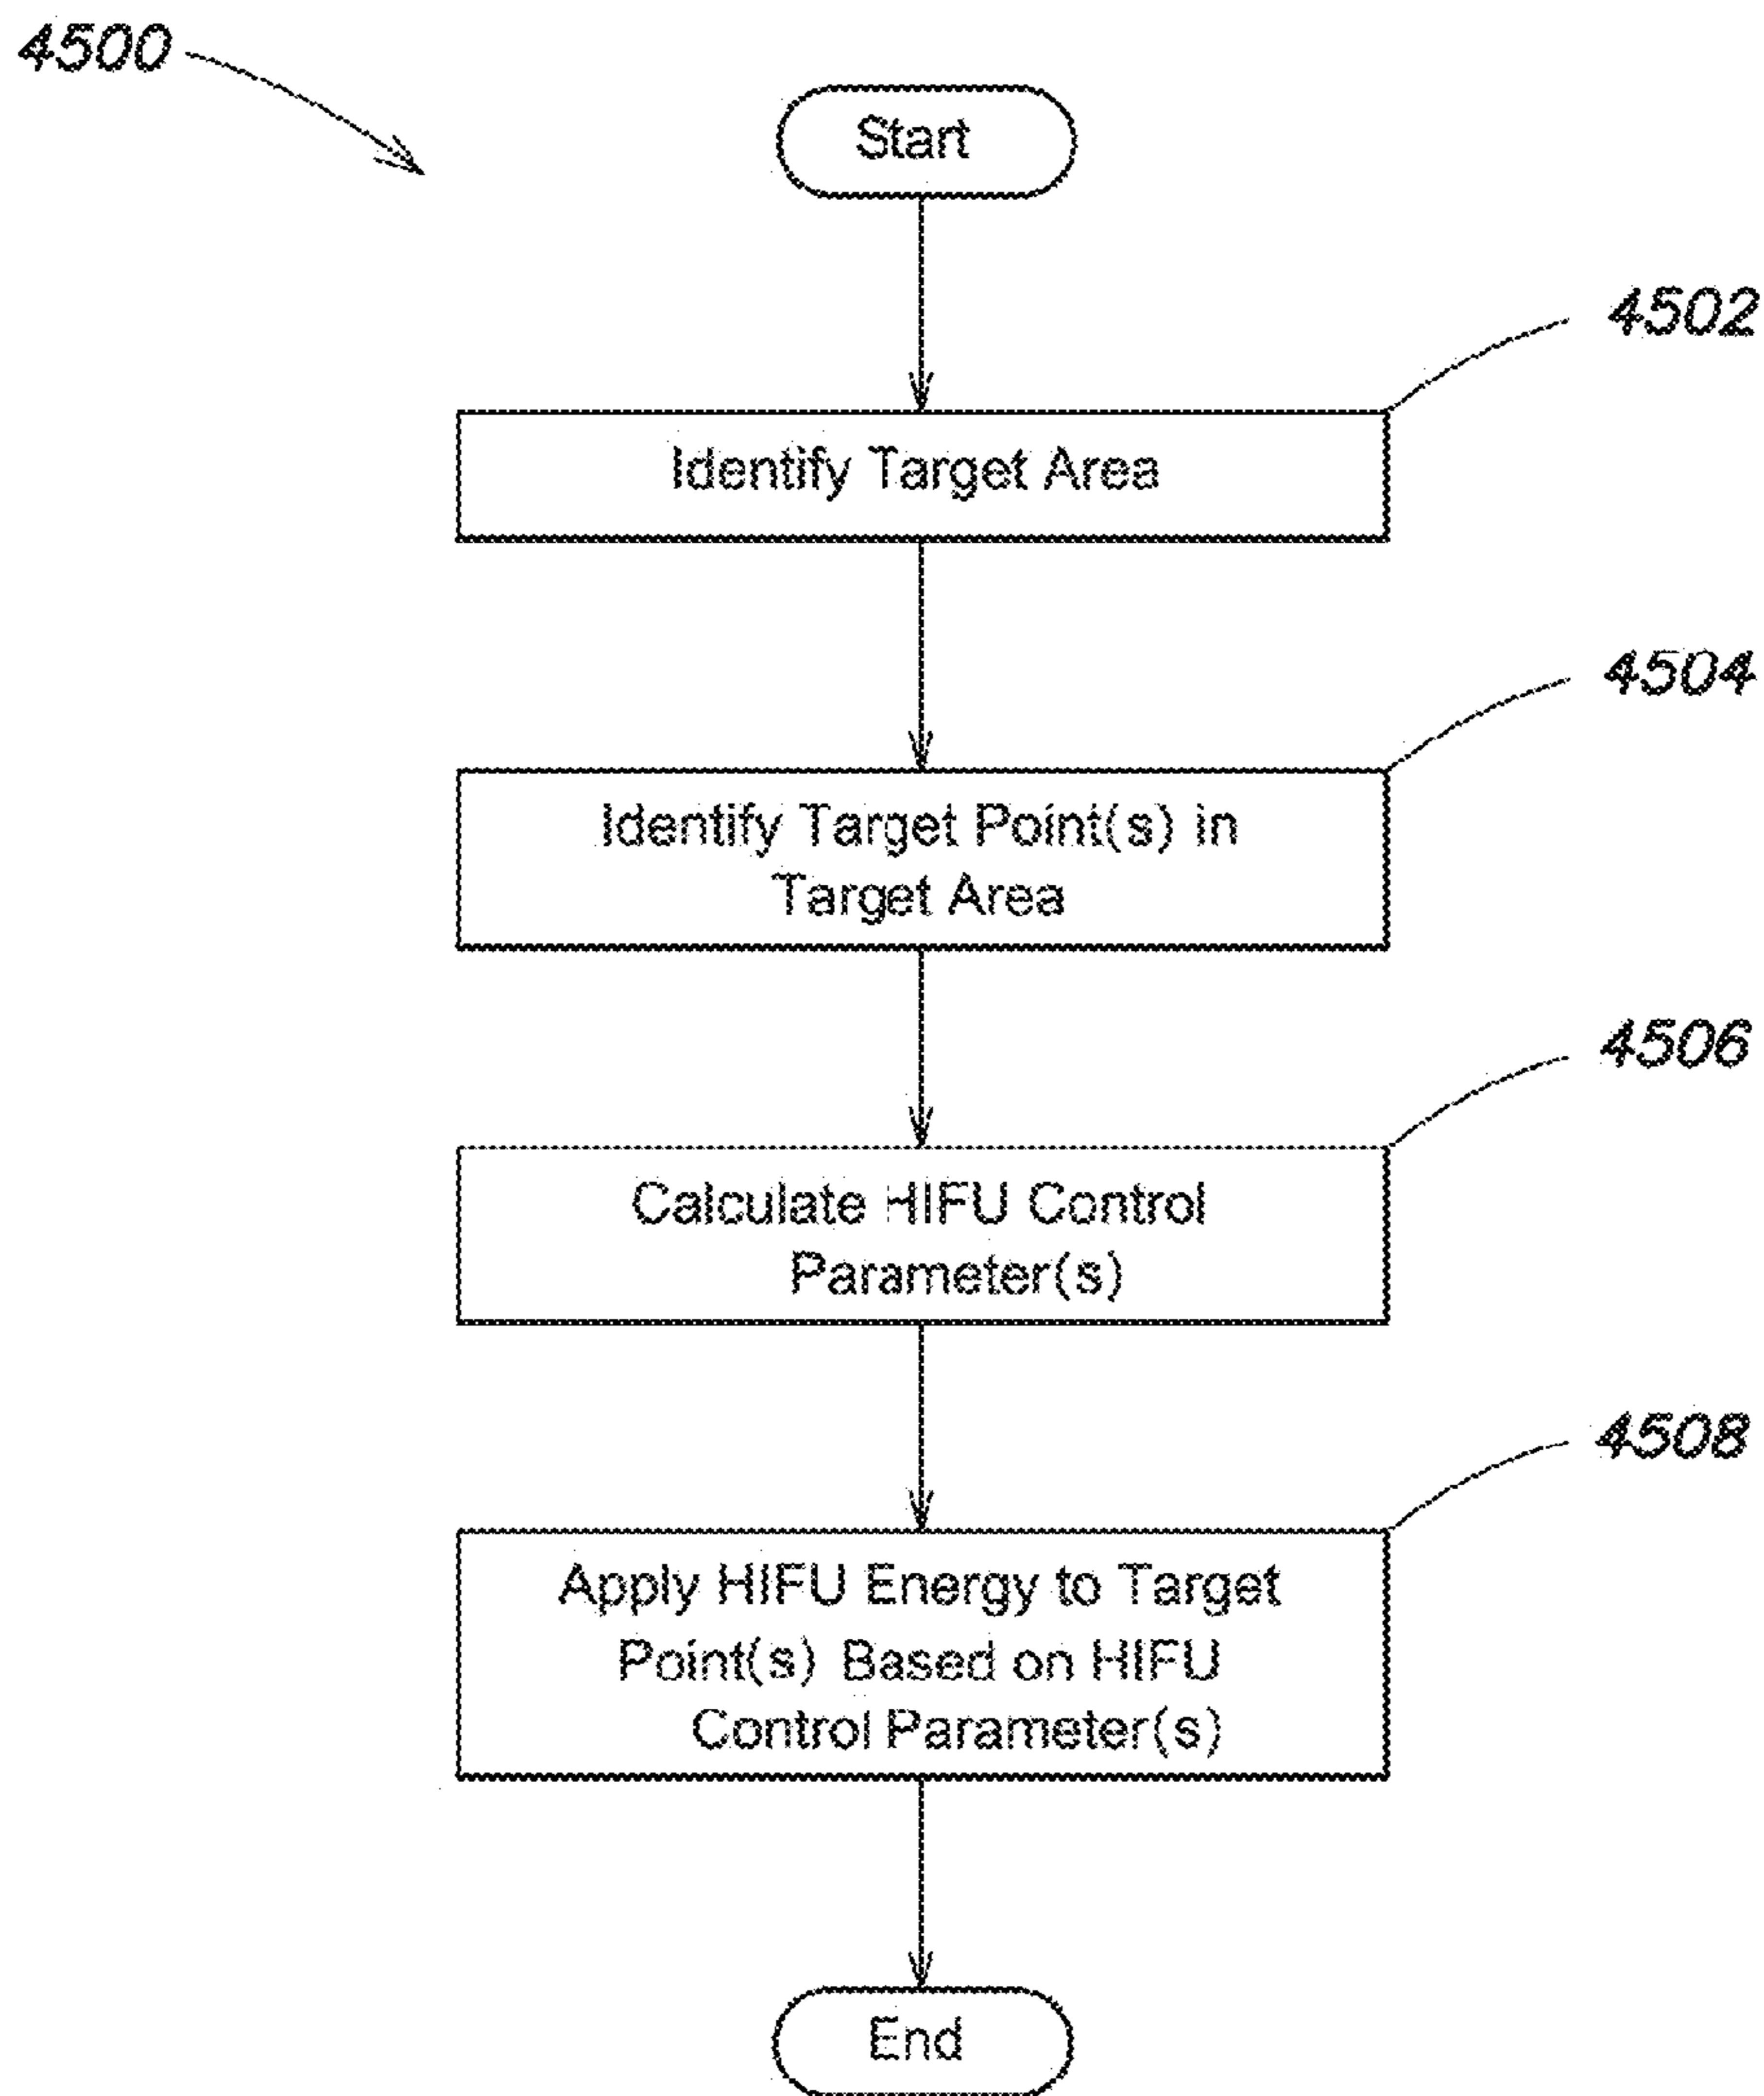 4500
Start
4502
Identify Target Area
4504
Identify Target Point(s) in
Target Area
4506
Calculate HIFU Control
Parameter(s)
4508
Apply HIFU Energy to Target
Point(s) Based on HIFU
Control Parameter(s)
End